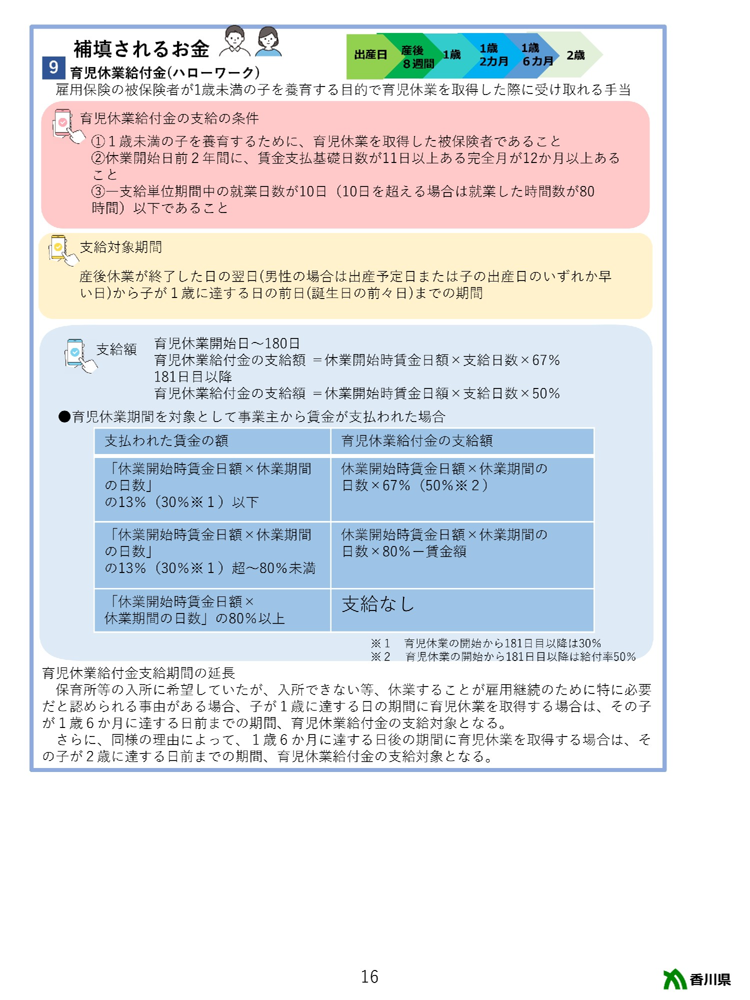 補填されるお金
9
育児休業給付金(ハローワーク)
出産日
産後
８週間
1歳
1歳
2カ月
1歳
６カ月
2歳
雇用保険の被保険者が1歳未満の子を養育する目的で育児休業を取得した際に受け取れる手当
育児休業給付金の支給の条件
①１歳未満の子を養育するために、育児休業を取得した被保険者であること
②休業開始日前２年間に、賃金支払基礎日数が11日以上ある完全月が12か月以上ある
こと
③一支給単位期間中の就業日数が10日（10日を超える場合は就業した時間数が80
時間）以下であること
支給対象期間
産後休業が終了した日の翌日(男性の場合は出産予定日または子の出産日のいずれか早
い日)から子が１歳に達する日の前日(誕生日の前々日)までの期間
支給額
育児休業開始日～180日
育児休業給付金の支給額 ＝休業開始時賃金日額×支給日数×67％
181日目以降
育児休業給付金の支給額 ＝休業開始時賃金日額×支給日数×50％
●育児休業期間を対象として事業主から賃金が支払われた場合
支払われた賃金の額
育児休業給付金の支給額
「休業開始時賃金日額×休業期間
の日数」
の13％（30％※１）以下
休業開始時賃金日額×休業期間の
日数×67％（50％※２）
「休業開始時賃金日額×休業期間
の日数」
の13％（30％※１）超～80％未満
休業開始時賃金日額×休業期間の
日数×80％－賃金額
「休業開始時賃金日額×
休業期間の日数」の80％以上
支給なし
※１　育児休業の開始から181日目以降は30％
※２　育児休業の開始から181日目以降は給付率50％
育児休業給付金支給期間の延長
　保育所等の入所に希望していたが、入所できない等、休業することが雇用継続のために特に必要
だと認められる事由がある場合、子が１歳に達する日の期間に育児休業を取得する場合は、その子
が１歳６か月に達する日前までの期間、育児休業給付金の支給対象となる。
　さらに、同様の理由によって、１歳６か月に達する日後の期間に育児休業を取得する場合は、そ
の子が２歳に達する日前までの期間、育児休業給付金の支給対象となる。
16
香川県